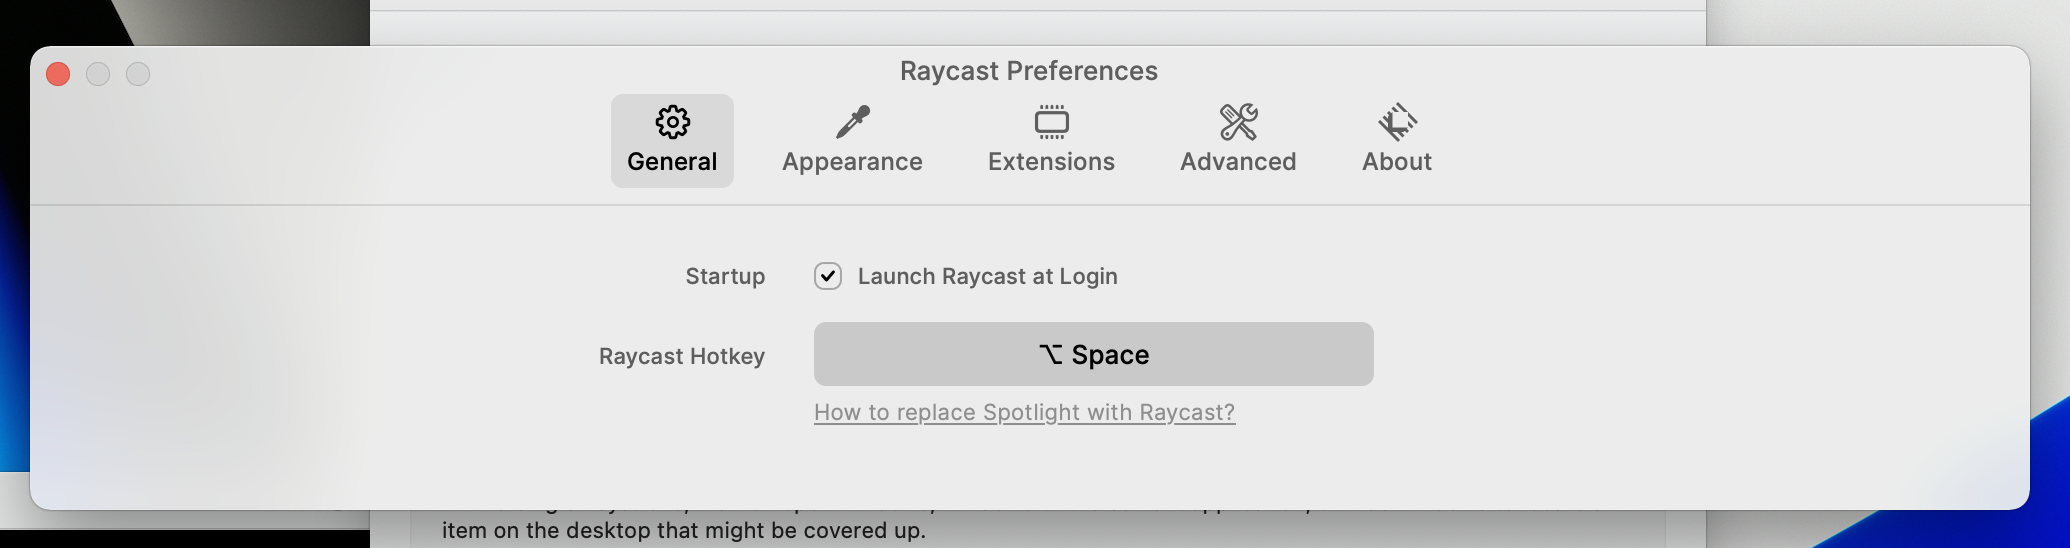 Raycast Preferences
General Appearance Extensions Advanced About
Startup Launch Raycast at Login
Raycast Hotkey ⌥ Space
How to replace Spotlight with Raycast?
item on the desktop that might be covered up.